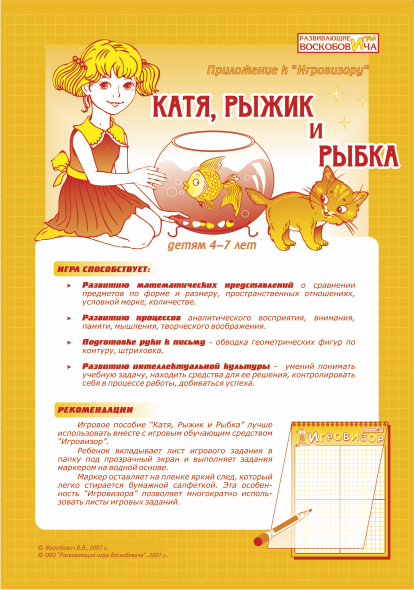 РАЗВИВАЮЩИЕ ИГРЫ
ВОСКОБОВИЧА
Приложение к "Игровизору"
КАТЯ, РЫЖИК
И
РЫБКА
детям 4–7 лет
ИГРА СПОСОБСТВУЕТ:
➤ Развитию математических представлений о сравнении
предметов по форме и размеру, пространственных отношениях,
условной мерке, количестве.
➤ Развитию процессов аналитического восприятия, внимания,
памяти, мышления, творческого воображения.
➤ Подготовке руки к письму - обводка геометрических фигур по
контуру, штриховка.
➤ Развитию интеллектуальной культуры - умений понимать
учебную задачу, находить средства для ее решения, контролировать
себя в процессе работы, добиваться успеха.
РЕКОМЕНДАЦИИ
Игровое пособие "Катя, Рыжик и Рыбка" лучше
использовать вместе с игровым обучающим средством
"Игровизор".
Ребенок вкладывает лист игрового задания в
папку под прозрачный экран и выполняет задания
маркером на водной основе.
Маркер оставляет на пленке яркий след, который
легко стирается бумажной салфеткой. Эта особен-
ность "Игровизора" позволяет многократно исполь-
зовать листы игровых заданий.
ИГРОВИЗОР
© Воскобович В.В., 2007 г.
© ООО "Развивающие игры Воскобовича", 2007 г.